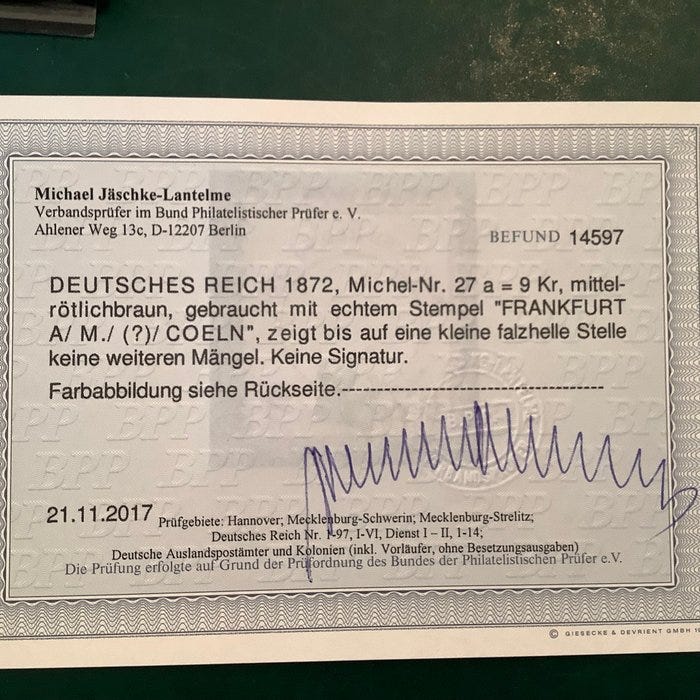 Michael Jäschke-Lantelme
Verbandsprüfer im Bund Philatelistischer Prüfer e. V.
Ahlener Weg 13c, D-12207 Berlin
BEFUND 14597
DEUTSCHES REICH 1872, Michel-Nr. 27 a = 9 Kr, mittel-
rötlichbraun, gebraucht mit echtem Stempel "FRANKFURT
A/ M./ (?)/ COELN", zeigt bis auf eine kleine falzhelle Stelle
keine weiteren Mängel. Keine Signatur.
Farbabbildung siehe Rückseite.--------------------------------------
21.11.2017
Prüfgebiete: Hannover; Mecklenburg-Schwerin; Mecklenburg-Strelitz;
Deutsches Reich Nr. 1-97, I-VI, Dienst I – II, 1-14;
Deutsche Auslandspostämter und Kolonien (inkl. Vorläufer, ohne Besetzungsausgaben)
Die Prüfung erfolgte auf Grund der Prüfordnung des Bundes der Philatelistischen Prüfer e.V.
© GIESECKE & DEVRIENT GMBH